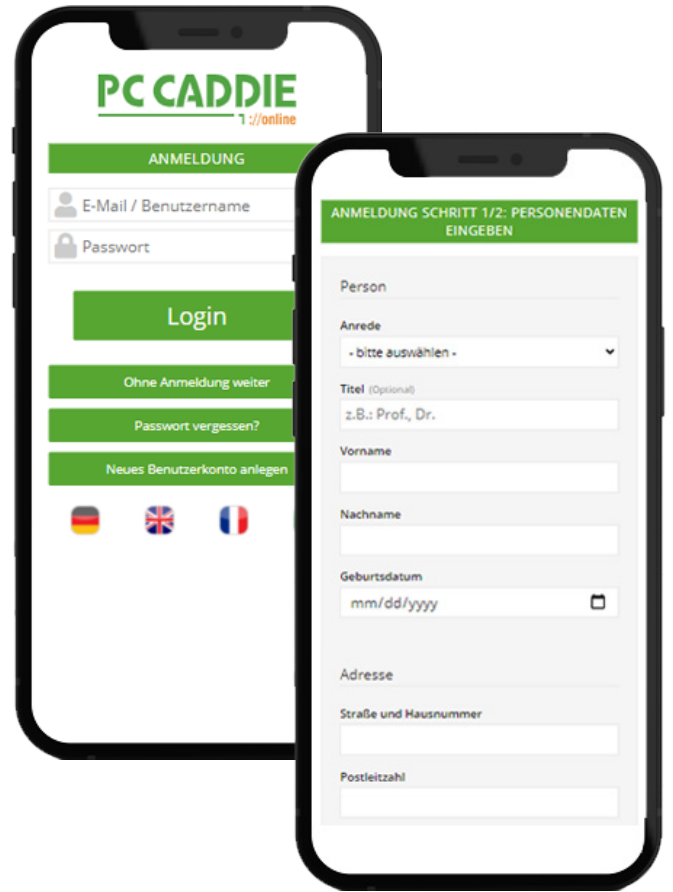 PC CADDIE
://online
ANMELDUNG
E-Mail / Benutzername
Passwort
Login
Ohne Anmeldung weiter
Passwort vergessen?
Neues Benutzerkonto anlegen
ANMELDUNG SCHRITT 1/2: PERSONENDATEN
EINGEBEN
Person
Anrede
- bitte auswählen -
Titel (Optional)
z.B.: Prof., Dr.
Vorname
Nachname
Geburtsdatum
mm/dd/yyyy
Adresse
Straße und Hausnummer
Postleitzahl